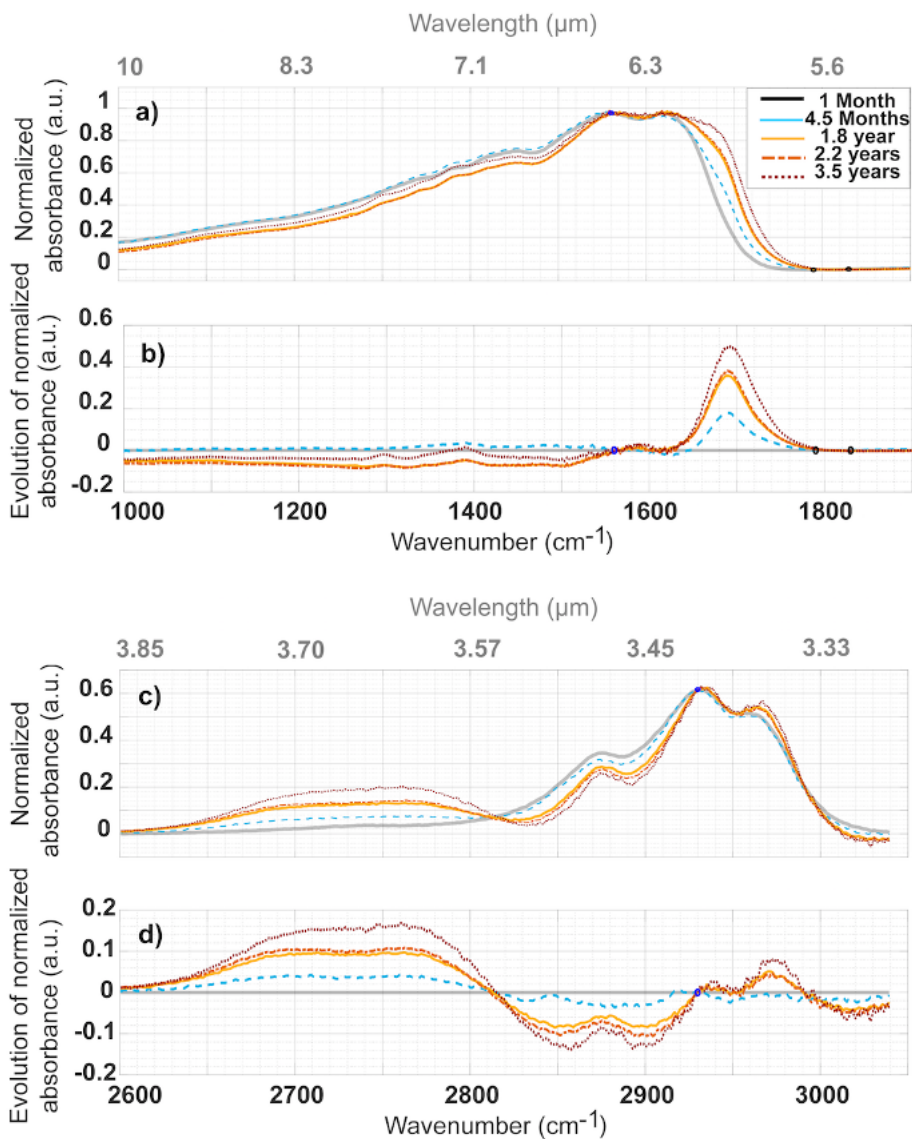 Wavelength (μm)
10 8.3 7.1 6.3 5.6
a)
Normalized
absorbance (a.u.)
1
0.8
0.6
0.4
0.2
0
1 Month
4.5 Months
1.8 year
2.2 years
3.5 years
b)
Evolution of normalized
absorbance (a.u.)
0.6
0.4
0.2
0
-0.2
1000 1200 1400 1600 1800
Wavenumber (cm⁻¹)
Wavelength (μm)
3.85 3.70 3.57 3.45 3.33
c)
Normalized
absorbance (a.u.)
0.6
0.4
0.2
0
d)
Evolution of normalized
absorbance (a.u.)
0.2
0.1
0
-0.1
-0.2
2600 2700 2800 2900 3000
Wavenumber (cm⁻¹)